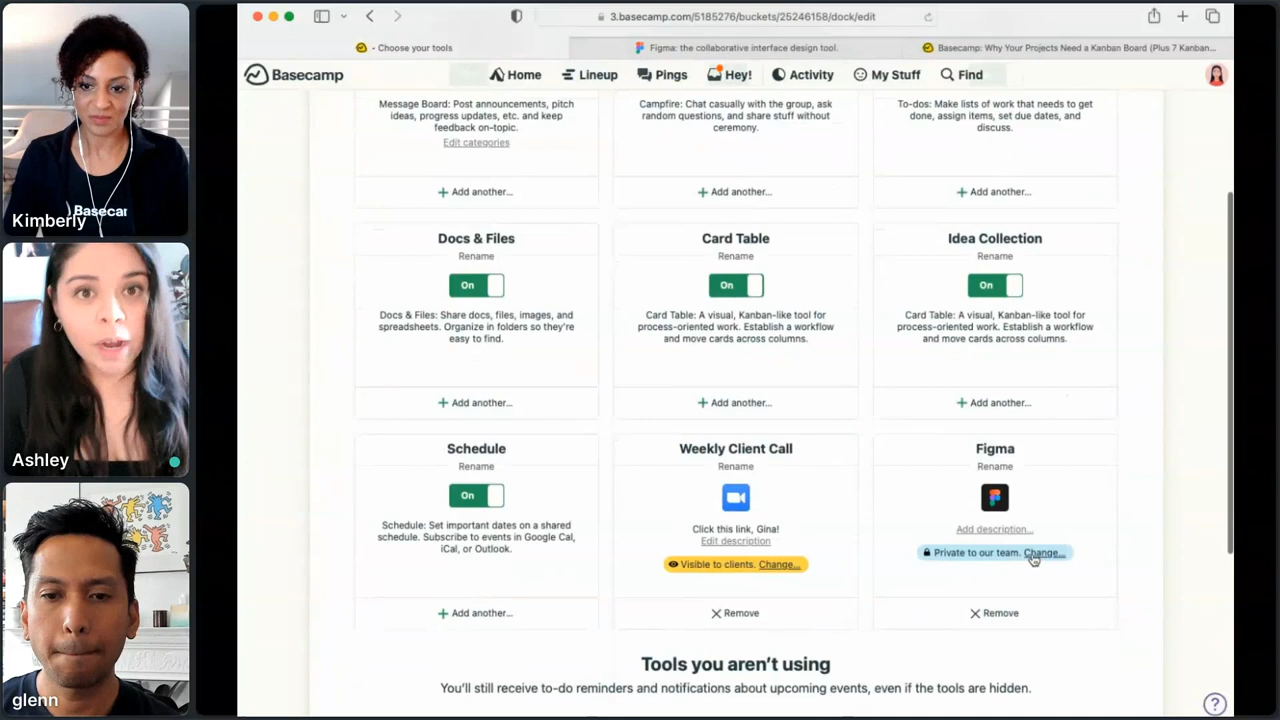 3.basecamp.com/5185276/buckets/25246158/dock/edit
• Choose your tools
Figma: the collaborative interface design tool.
Basecamp: Why Your Projects Need a Kanban Board (Plus 7 Kanban...
Basecamp
Home
Lineup
Pings
Hey!
Activity
My Stuff
Find
Message Board: Post announcements, pitch
ideas, progress updates, etc. and keep
feedback on-topic.
Edit categories
Campfire: Chat casually with the group, ask
random questions, and share stuff without
ceremony.
To-dos: Make lists of work that needs to get
done, assign items, set due dates, and
discuss.
+ Add another...
+ Add another...
+ Add another...
Docs & Files
Rename
On
Docs & Files: Share docs, files, images, and
spreadsheets. Organize in folders so they're
easy to find.
Card Table
Rename
On
Card Table: A visual, Kanban-like tool for
process-oriented work. Establish a workflow
and move cards across columns.
Idea Collection
Rename
On
Card Table: A visual, Kanban-like tool for
process-oriented work. Establish a workflow
and move cards across columns.
+ Add another...
+ Add another...
+ Add another...
Schedule
Rename
On
Schedule: Set important dates on a shared
schedule. Subscribe to events in Google Cal,
iCal, or Outlook.
+ Add another...
Weekly Client Call
Rename
Click this link, Gina!
Edit description
Visible to clients. Change...
Remove
Figma
Rename
Add description...
Private to our team. Change...
Remove
Tools you aren't using
You'll still receive to-do reminders and notifications about upcoming events, even if the tools are hidden.
?
Basecar
Kimberly
Ashley
glenn